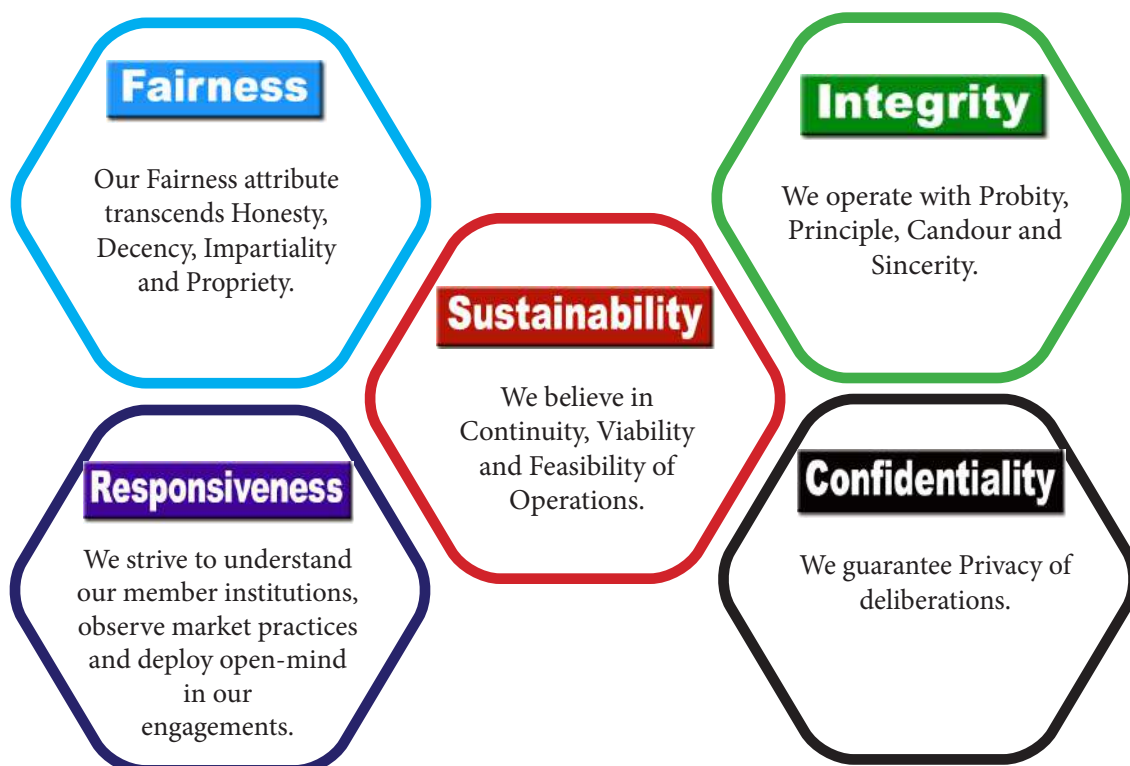 Fairness
Our Fairness attribute
transcends Honesty,
Decency, Impartiality
and Propriety.
Integrity
We operate with Probity,
Principle, Candour and
Sincerity.
Sustainability
We believe in
Continuity, Viability
and Feasibility of
Operations.
Responsiveness
We strive to understand
our member institutions,
observe market practices
and deploy open-mind
in our
engagements.
Confidentiality
We guarantee Privacy of
deliberations.